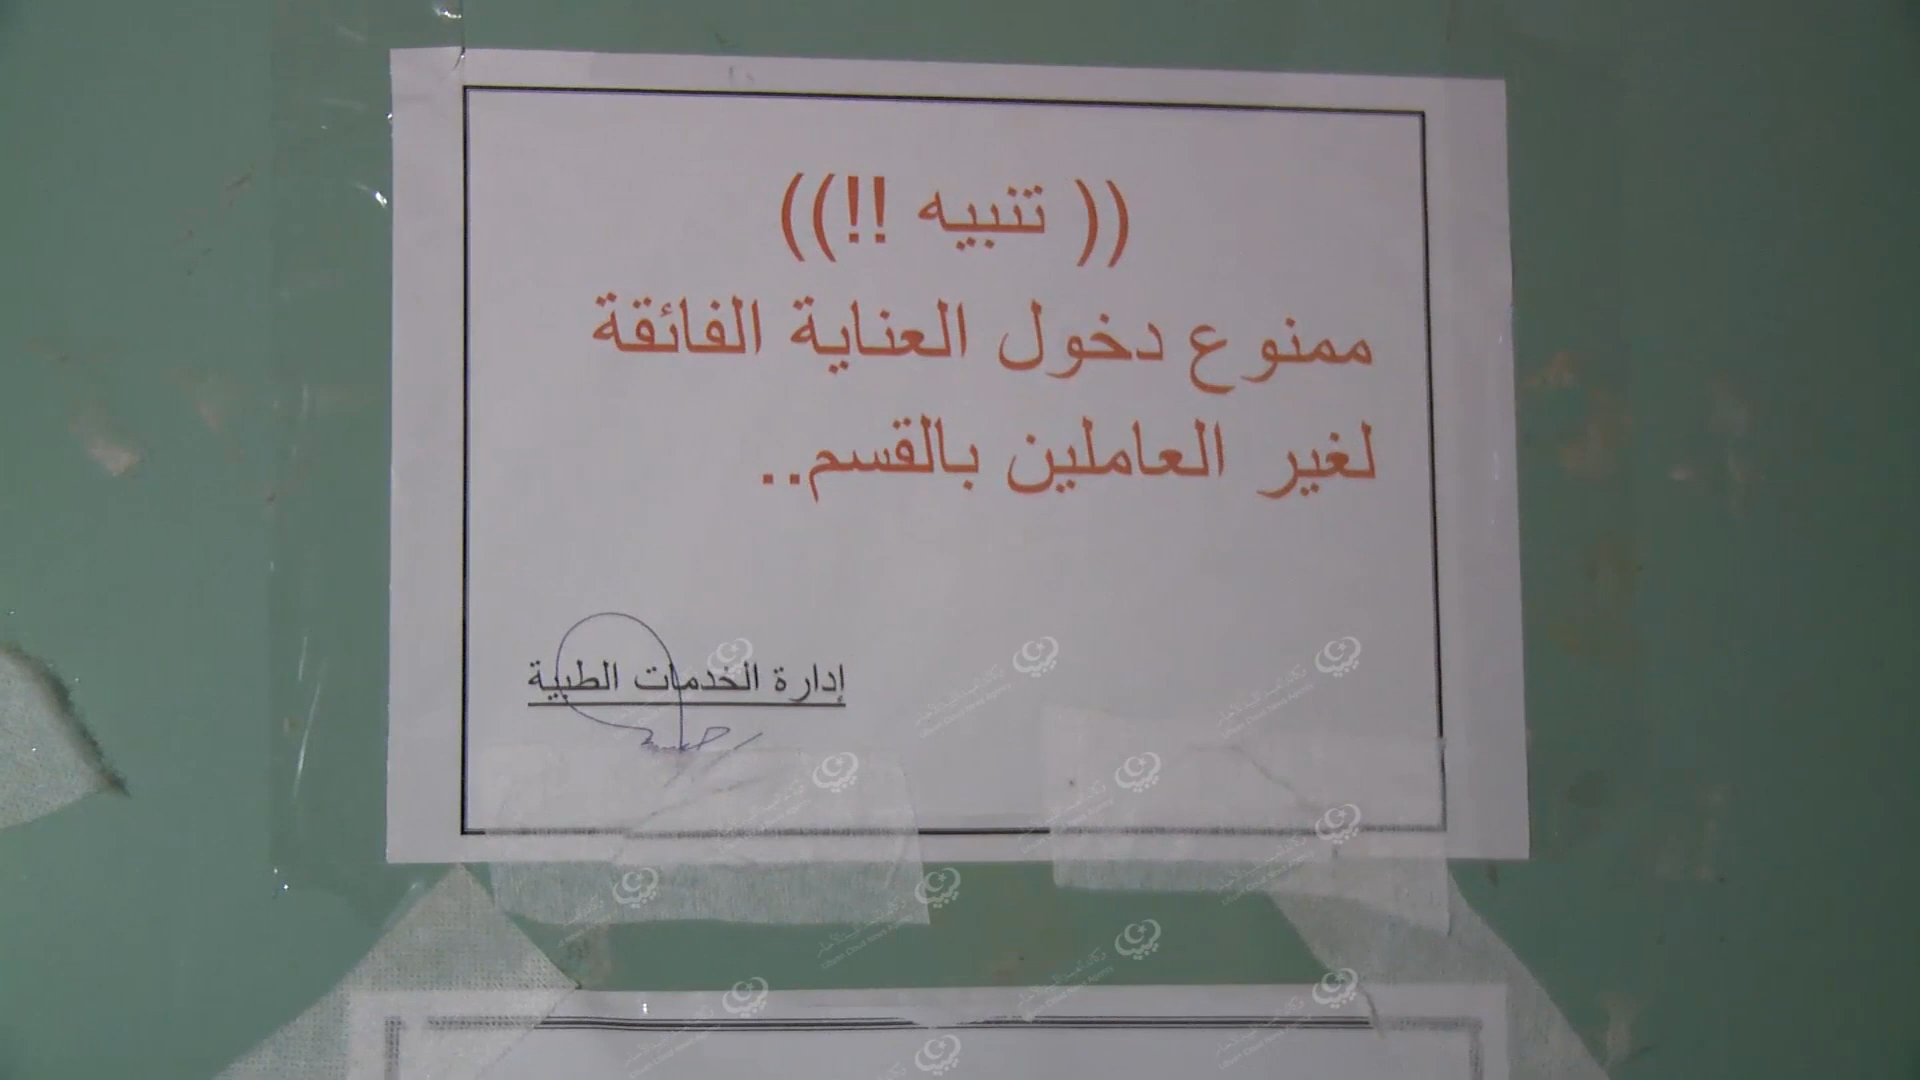 (( تنبيه !!))
ممنوع دخول العناية الفائقة
لغير العاملين بالقسم..
إدارة الخدمات الطبية